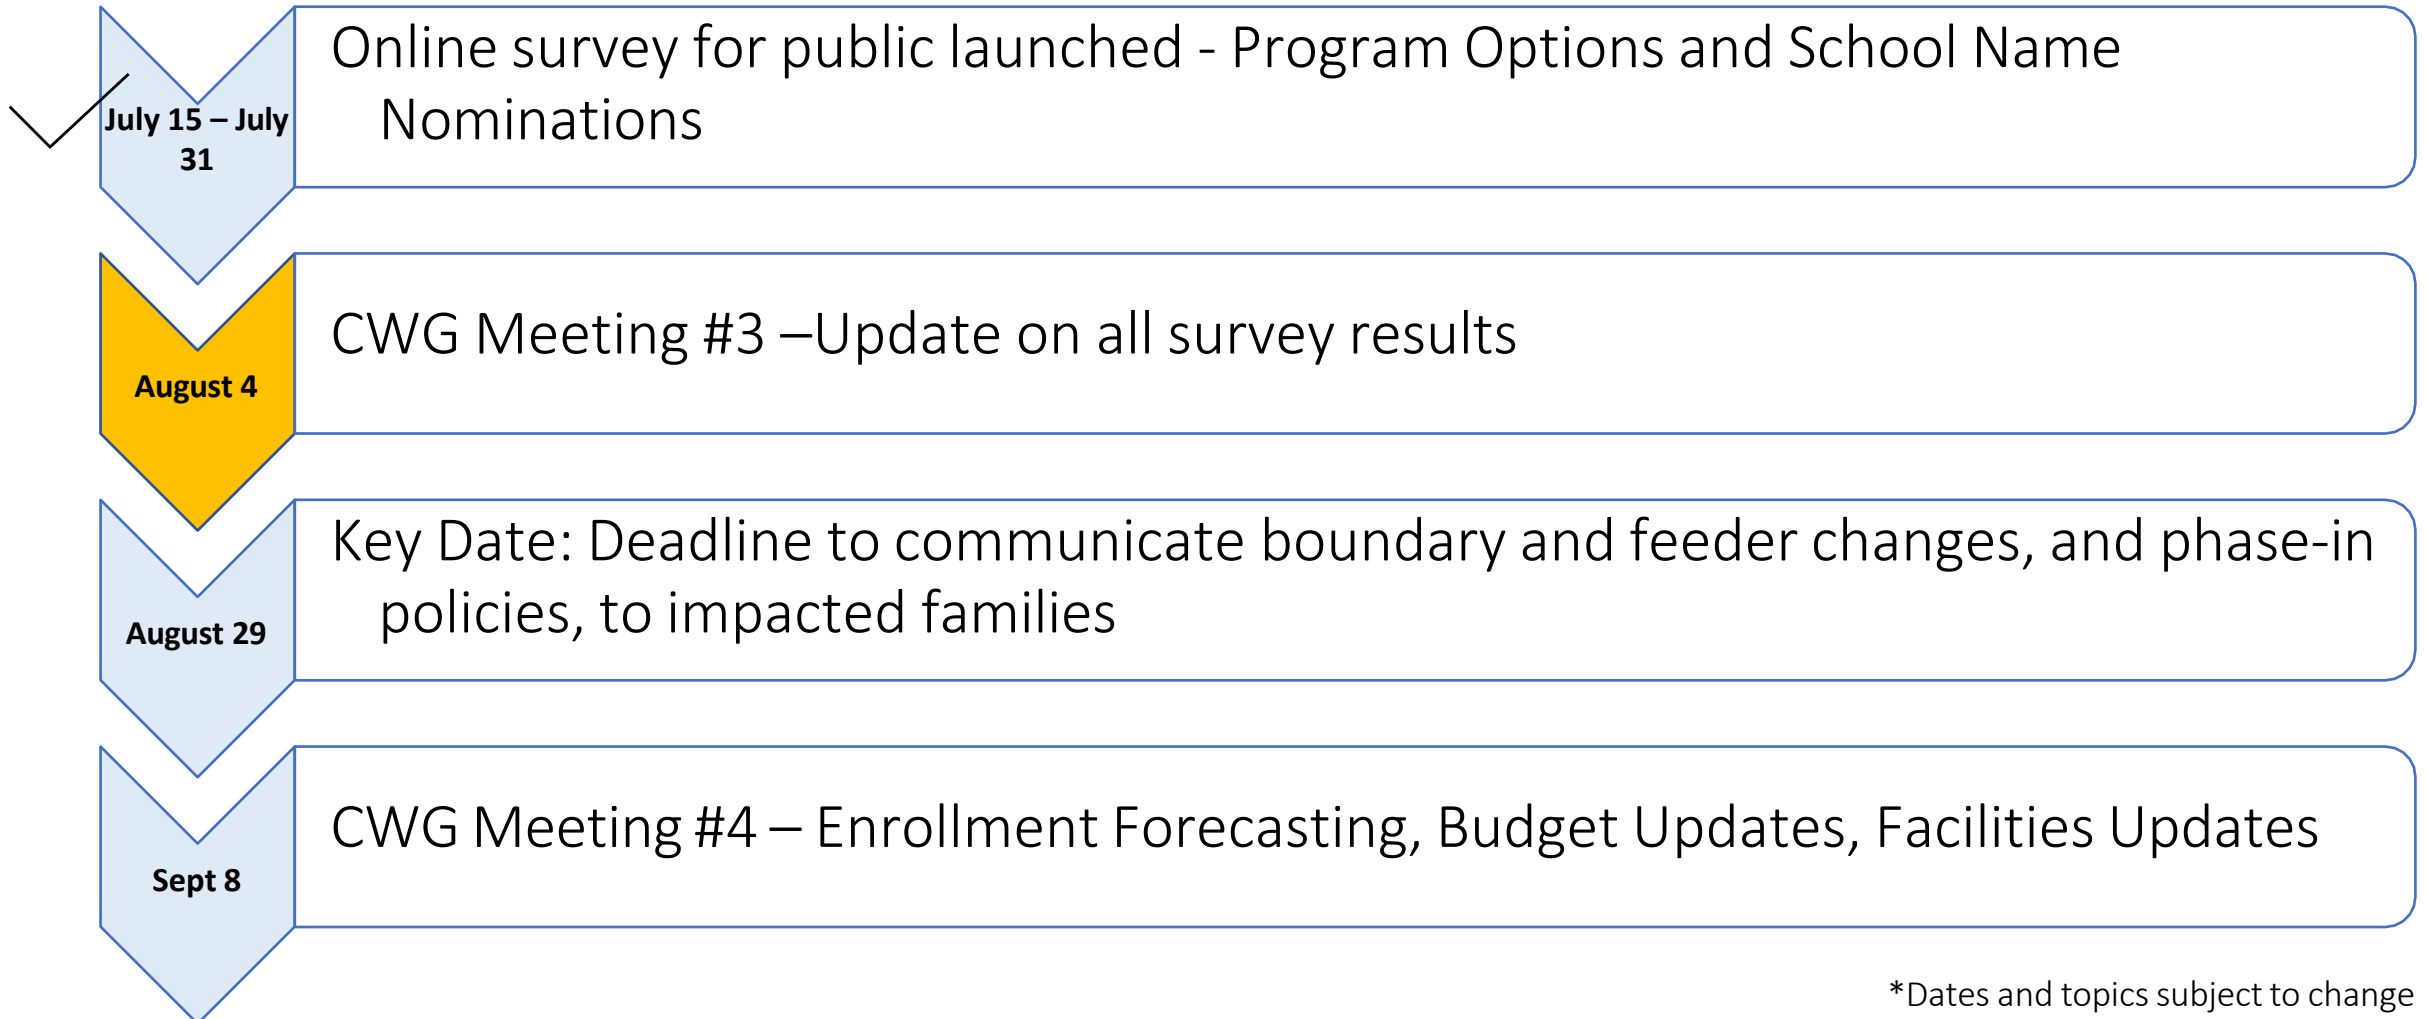 Online survey for public launched - Program Options and School Name
Nominations
July 15 – July
31
CWG Meeting #3 –Update on all survey results
August 4
Key Date: Deadline to communicate boundary and feeder changes, and phase-in
policies, to impacted families
August 29
CWG Meeting #4 – Enrollment Forecasting, Budget Updates, Facilities Updates
Sept 8
*Dates and topics subject to change